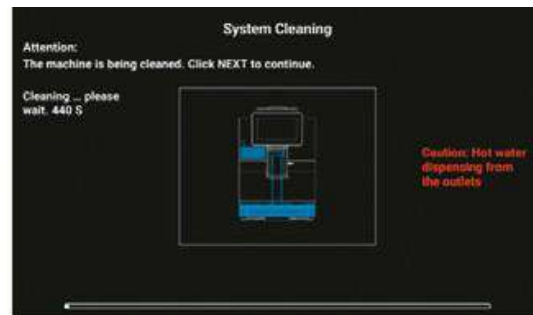 System Cleaning
Attention:
The machine is being cleaned. Click NEXT to continue.
Cleaning ... please
wait. 440 S
Caution: Hot water
dispensing from
the outlets